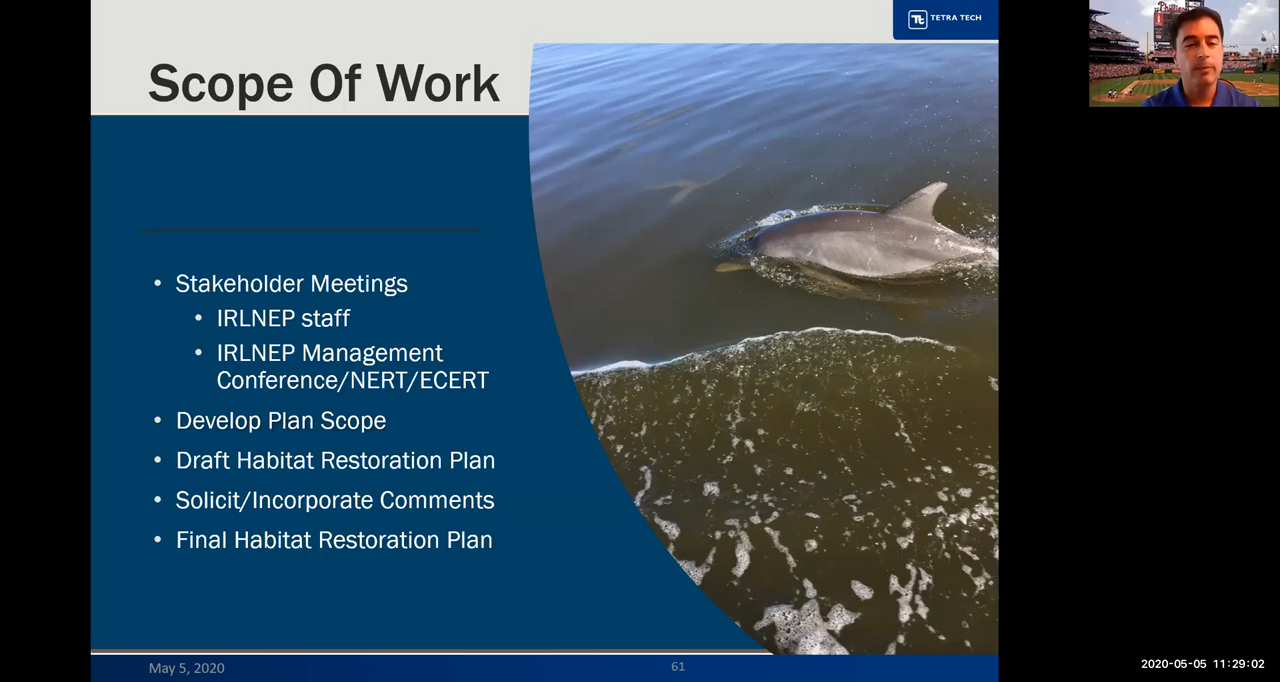 TETRA TECH
Phillies
Scope Of Work
• Stakeholder Meetings
• IRLNEP staff
• IRLNEP Management
Conference/NERT/ECERT
• Develop Plan Scope
• Draft Habitat Restoration Plan
• Solicit/Incorporate Comments
• Final Habitat Restoration Plan
May 5, 2020
61
2020-05-05 11:29:02